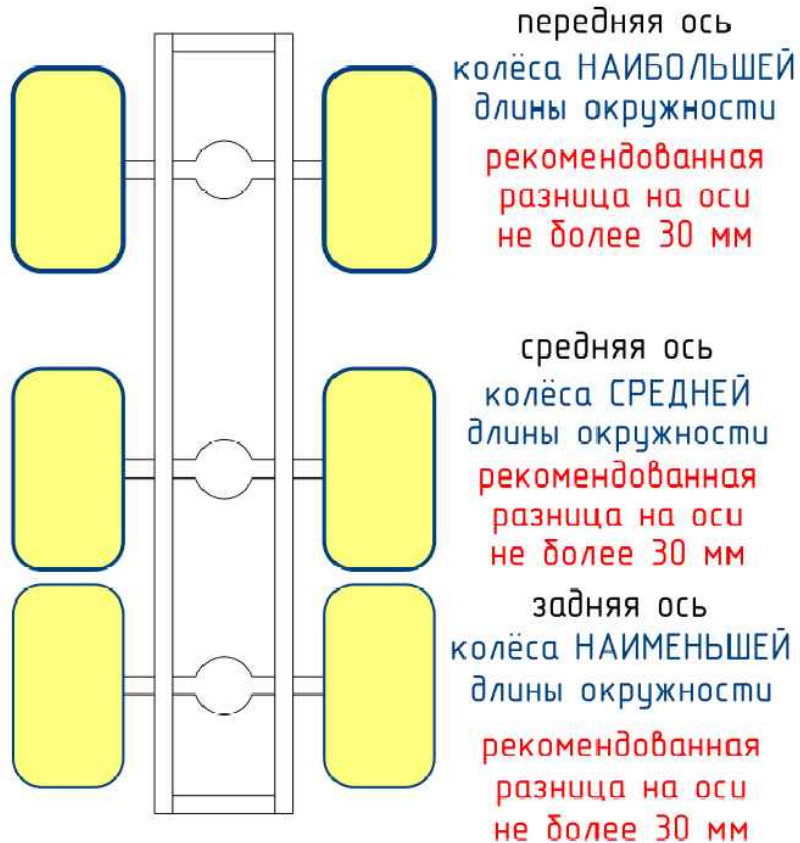 передняя ось
колёса НАИБОЛЬШЕЙ
длины окружности
рекомендованная
разница на оси
не более 30 мм
средняя ось
колёса СРЕДНЕЙ
длины окружности
рекомендованная
разница на оси
не более 30 мм
задняя ось
колёса НАИМЕНЬШЕЙ
длины окружности
рекомендованная
разница на оси
не более 30 мм